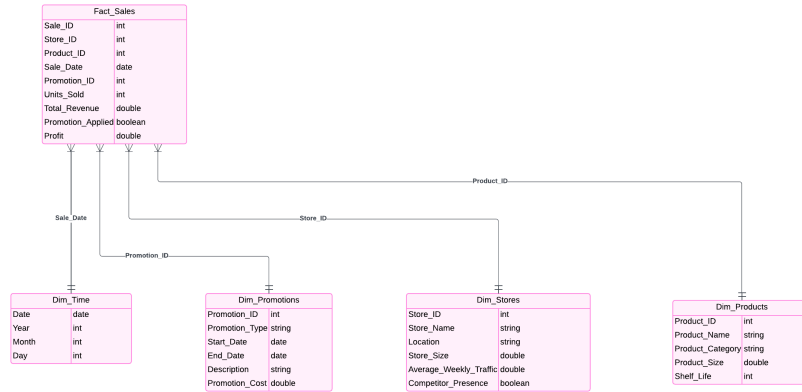 Fact_Sales
Sale_ID int
Store_ID int
Product_ID int
Sale_Date date
Promotion_ID int
Units_Sold int
Total_Revenue double
Promotion_Applied boolean
Profit double
Product_ID
Sale_Date
Store_ID
Promotion_ID
Dim_Time
Date date
Year int
Month int
Day int
Dim_Promotions
Promotion_ID int
Promotion_Type string
Start_Date date
End_Date date
Description string
Promotion_Cost double
Dim_Stores
Store_ID int
Store_Name string
Location string
Store_Size double
Average_Weekly_Traffic double
Competitor_Presence boolean
Dim_Products
Product_ID int
Product_Name string
Product_Category string
Product_Size double
Shelf_Life int